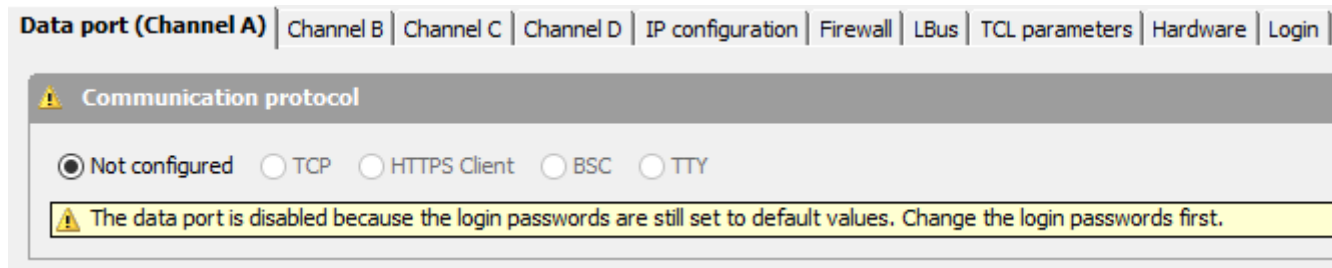 Data port (Channel A) Channel B Channel C Channel D IP configuration Firewall LBus TCL parameters Hardware Login
Communication protocol
Not configured TCP HTTPS Client BSC TTY
The data port is disabled because the login passwords are still set to default values. Change the login passwords first.